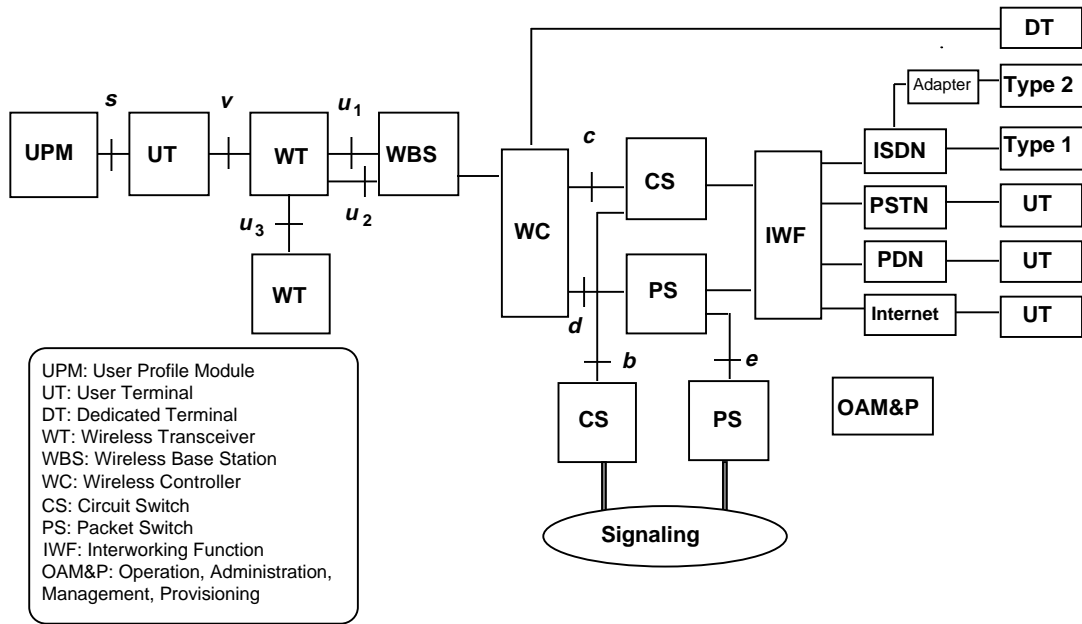 DT
Adapter
Type 2
s
v
u1
c
UPM
UT
WT
WBS
CS
ISDN
Type 1
u2
u3
WC
IWF
PSTN
UT
WT
PS
PDN
UT
d
Internet
UT
b
e
CS
PS
OAM&P
Signaling
UPM: User Profile Module
UT: User Terminal
DT: Dedicated Terminal
WT: Wireless Transceiver
WBS: Wireless Base Station
WC: Wireless Controller
CS: Circuit Switch
PS: Packet Switch
IWF: Interworking Function
OAM&P: Operation, Administration,
Management, Provisioning